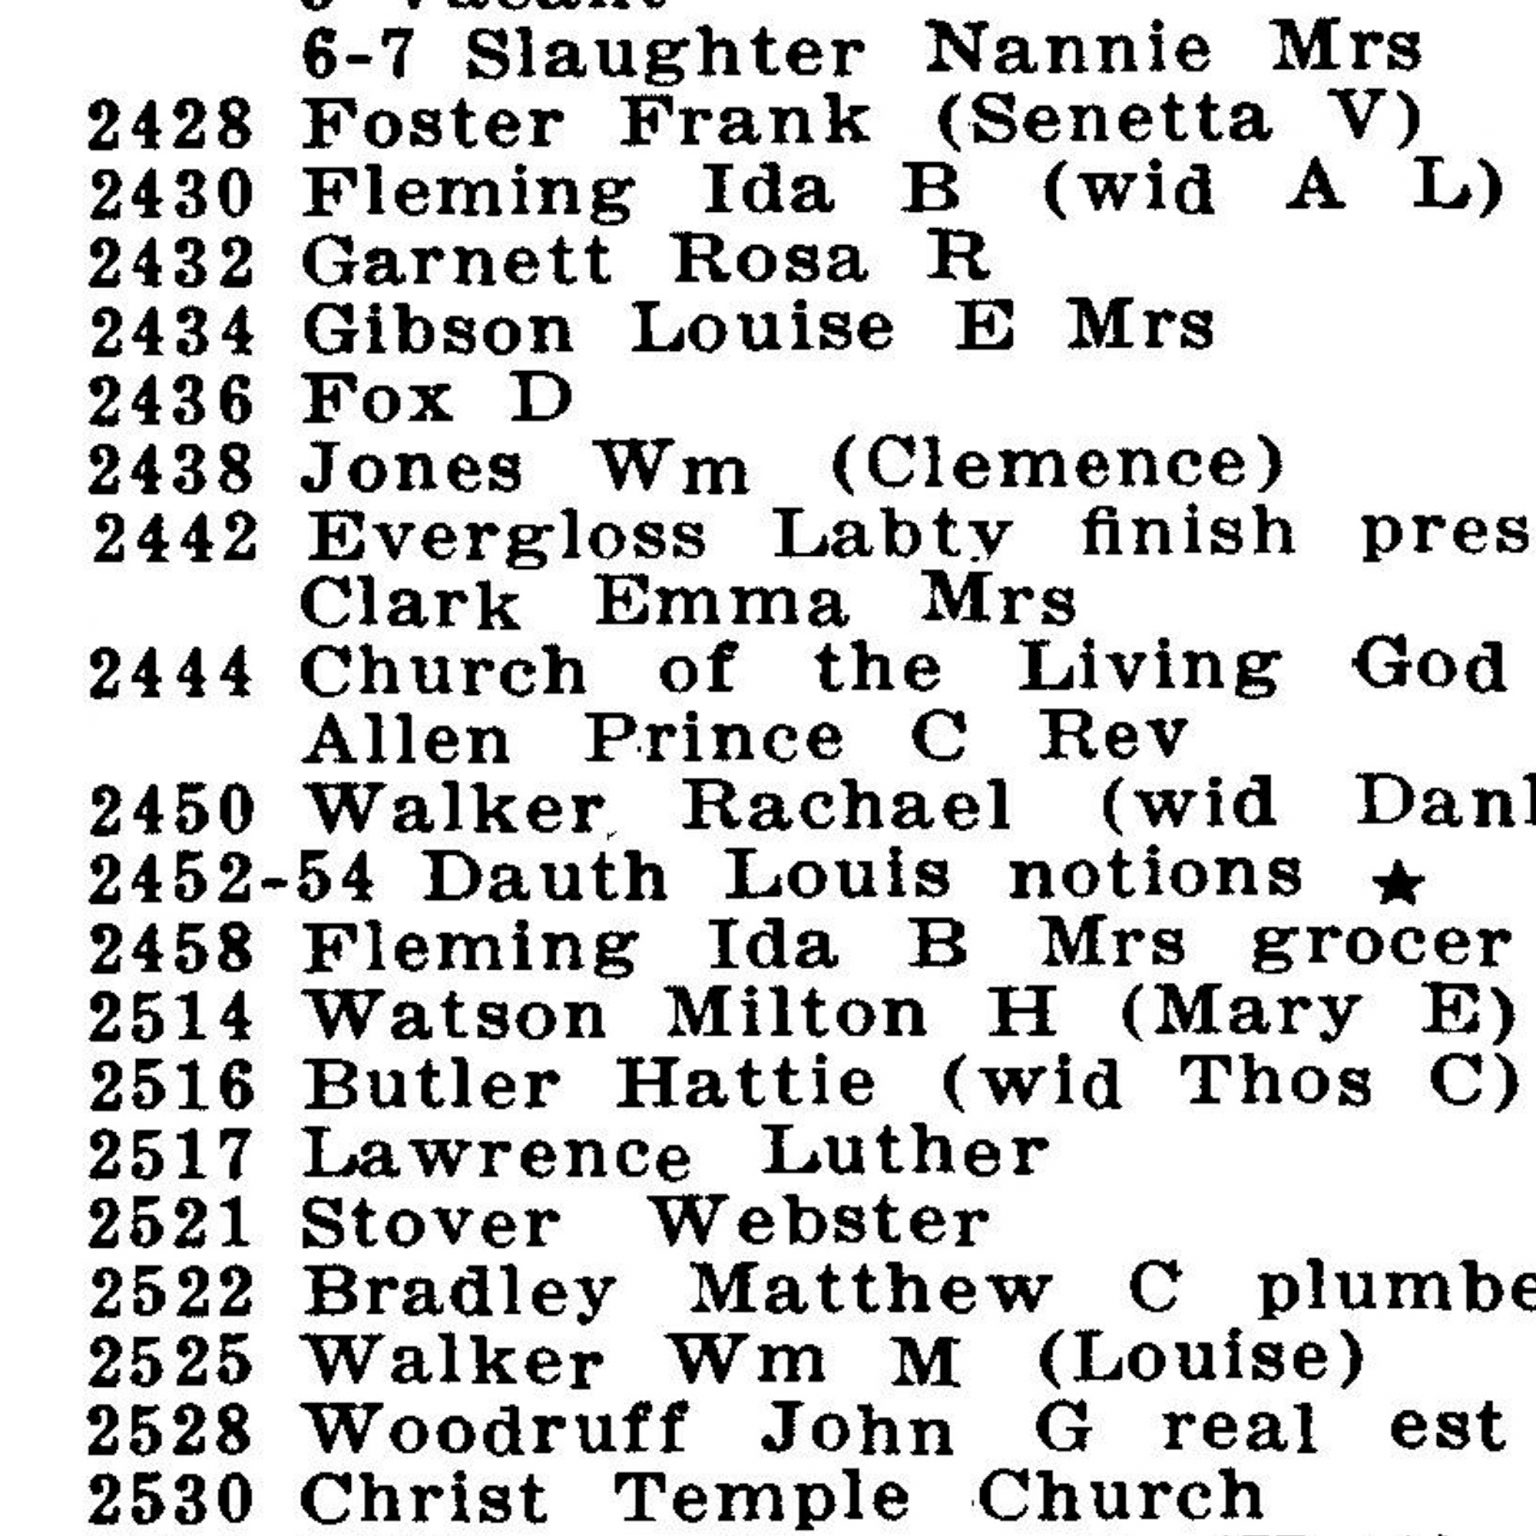 6-7 Slaughter Nannie Mrs
2428 Foster Frank (Senetta V)
2430 Fleming Ida B (wid A L)
2432 Garnett Rosa R
2434 Gibson Louise E Mrs
2436 Fox D
2438 Jones Wm (Clemence)
2442 Evergloss Labty finish pres
Clark Emma Mrs
2444 Church of the Living God
Allen Prince C Rev
2450 Walker Rachael (wid Danl
2452-54 Dauth Louis notions ★
2458 Fleming Ida B Mrs grocer
2514 Watson Milton H (Mary E)
2516 Butler Hattie (wid Thos C)
2517 Lawrence Luther
2521 Stover Webster
2522 Bradley Matthew C plumbe
2525 Walker Wm M (Louise)
2528 Woodruff John G real est
2530 Christ Temple Church